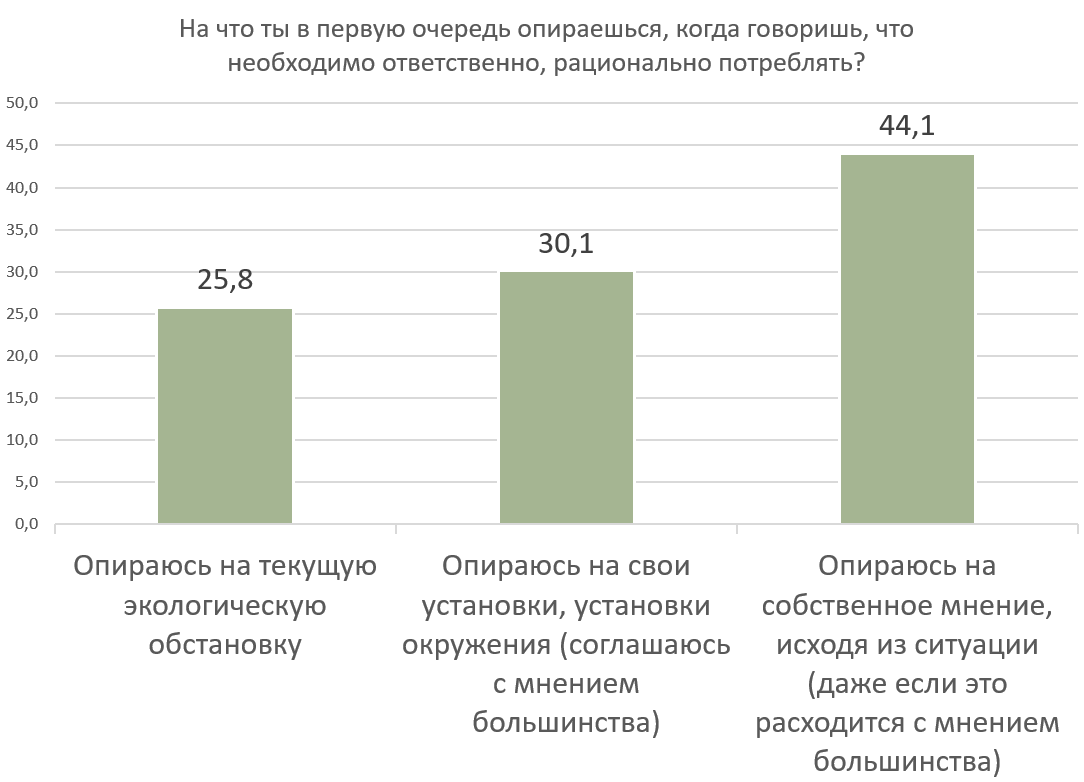 На что ты в первую очередь опираешься, когда говоришь, что
необходимо ответственно, рационально потреблять?
50,0
45,0
40,0
35,0
30,0
25,0
20,0
15,0
10,0
5,0
0,0
25,8
30,1
44,1
Опираюсь на текущую
экологическую
обстановку
Опираюсь на свои
установки, установки
окружения (соглашаюсь
с мнением
большинства)
Опираюсь на
собственное мнение,
исходя из ситуации
(даже если это
расходится с мнением
большинства)